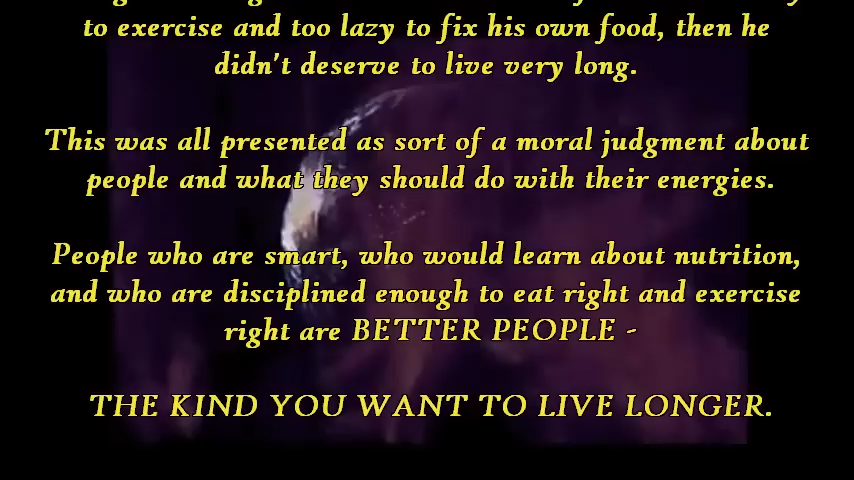 to exercise and too lazy to fix his own food, then he
didn't deserve to live very long.
This was all presented as sort of a moral judgment about
people and what they should do with their energies.
People who are smart, who would learn about nutrition,
and who are disciplined enough to eat right and exercise
right are BETTER PEOPLE -
THE KIND YOU WANT TO LIVE LONGER.